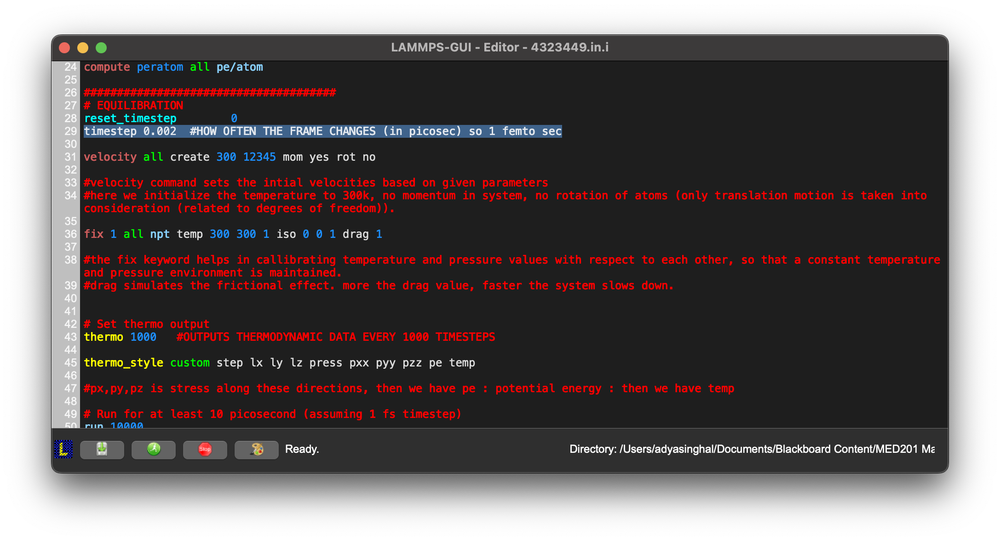 LAMMPS-GUI - Editor - 4323449.in.i
24 compute peratom all pe/atom
25
26 ######################################
27 # EQUILIBRATION
28 reset_timestep 0
29 timestep 0.002 #HOW OFTEN THE FRAME CHANGES (in picosec) so 1 femto sec
30
31 velocity all create 300 12345 mom yes rot no
32
33 #velocity command sets the intial velocities based on given parameters
34 #here we initialize the temperature to 300k, no momentum in system, no rotation of atoms (only translation motion is taken into
consideration (related to degrees of freedom)).
35
36 fix 1 all npt temp 300 300 1 iso 0 0 1 drag 1
37
38 #the fix keyword helps in callibrating temperature and pressure values with respect to each other, so that a constant temperature
and pressure environment is maintained.
39 #drag simulates the frictional effect. more the drag value, faster the system slows down.
40
41
42 # Set thermo output
43 thermo 1000 #OUTPUTS THERMODYNAMIC DATA EVERY 1000 TIMESTEPS
44
45 thermo_style custom step lx ly lz press pxx pyy pzz pe temp
46
47 #px,py,pz is stress along these directions, then we have pe : potential energy : then we have temp
48
49 # Run for at least 10 picosecond (assuming 1 fs timestep)
50 run 10000
L Stop Ready. Directory: /Users/adyasinghal/Documents/Blackboard Content/MED201 Ma